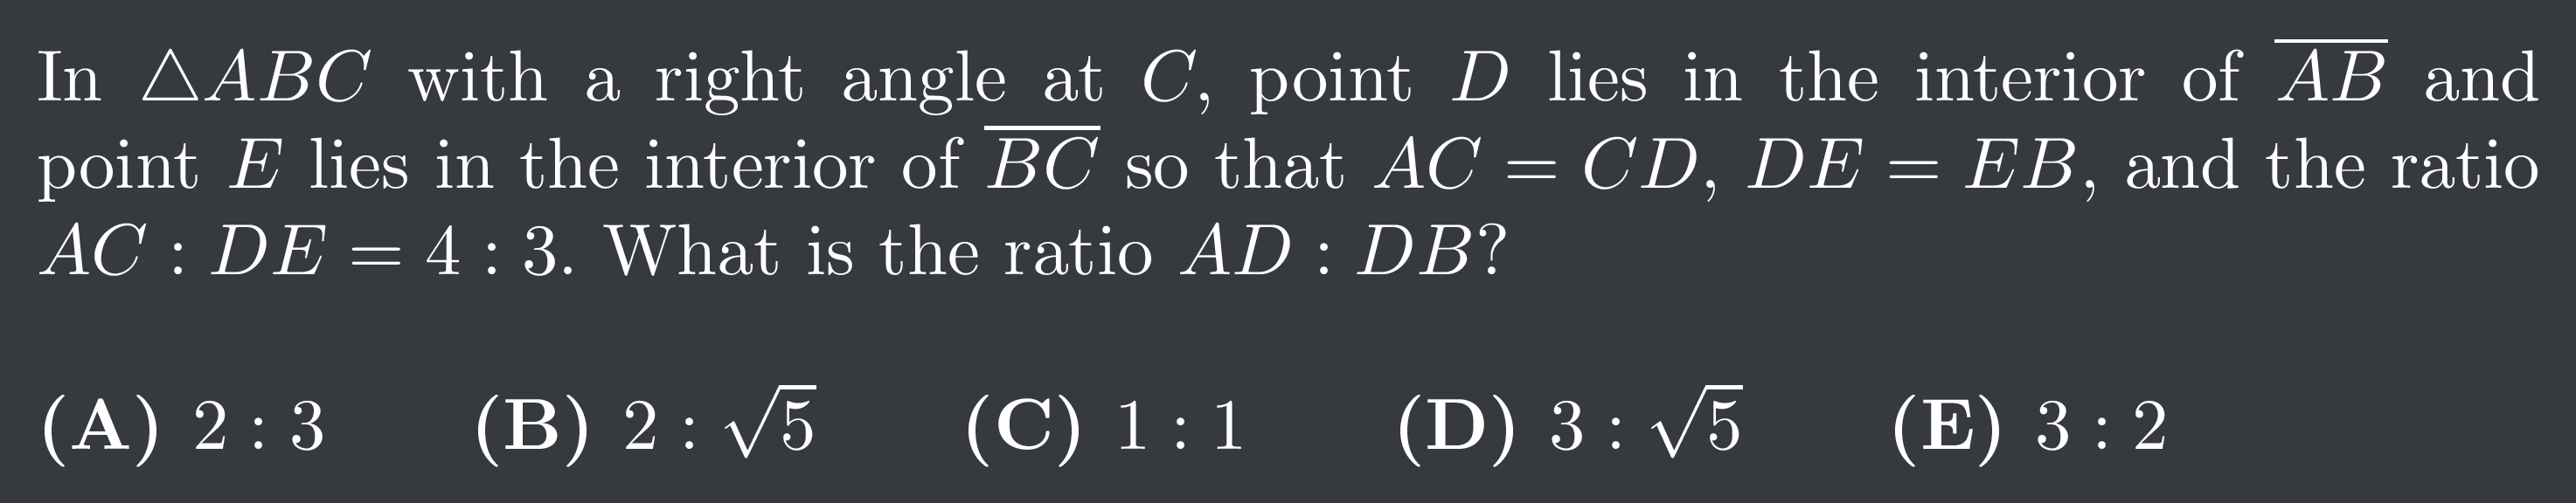 In △ABC with a right angle at C, point D lies in the interior of \overline{AB} and
point E lies in the interior of \overline{BC} so that AC = CD, DE = EB, and the ratio
AC : DE = 4 : 3. What is the ratio AD : DB?
(A) 2 : 3 (B) 2 : √5 (C) 1 : 1 (D) 3 : √5 (E) 3 : 2